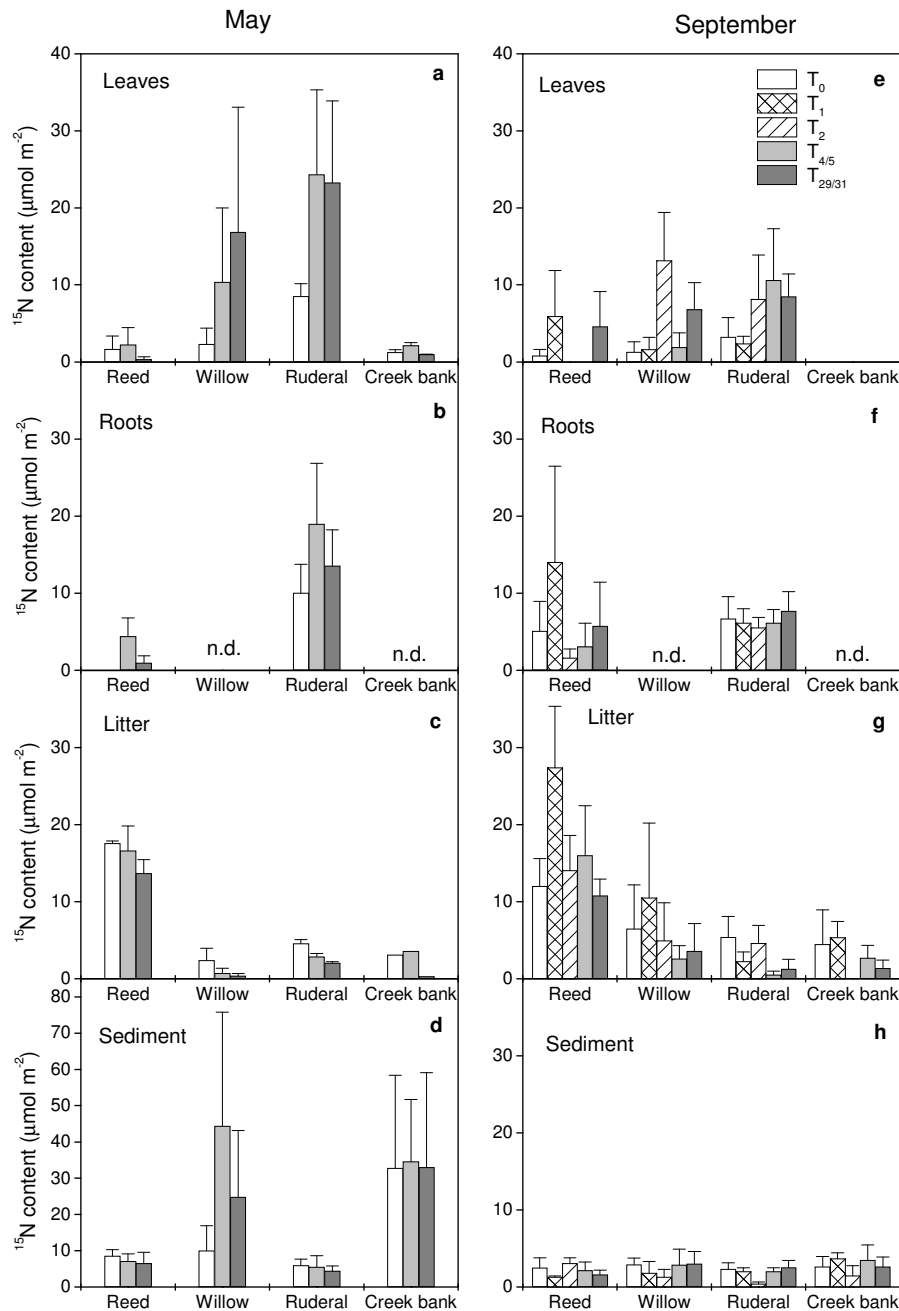 May
September
40
30
20
10
0
¹⁵N content (µmol m⁻²)
Leaves
a
Reed Willow Ruderal Creek bank
40
30
20
10
0
Leaves
e
T₀
T₁
T₂
T₄/₅
T₂₉/₃₁
Reed Willow Ruderal Creek bank
30
20
10
0
¹⁵N content (µmol m⁻²)
Roots
b
n.d.
n.d.
Reed Willow Ruderal Creek bank
30
20
10
0
Roots
f
n.d.
n.d.
Reed Willow Ruderal Creek bank
30
20
10
0
¹⁵N content (µmol m⁻²)
Litter
c
Reed Willow Ruderal Creek bank
30
20
10
0
Litter
g
Reed Willow Ruderal Creek bank
80
70
60
50
40
30
20
10
0
¹⁵N content (µmol m⁻²)
Sediment
d
Reed Willow Ruderal Creek bank
30
20
10
0
Sediment
h
Reed Willow Ruderal Creek bank